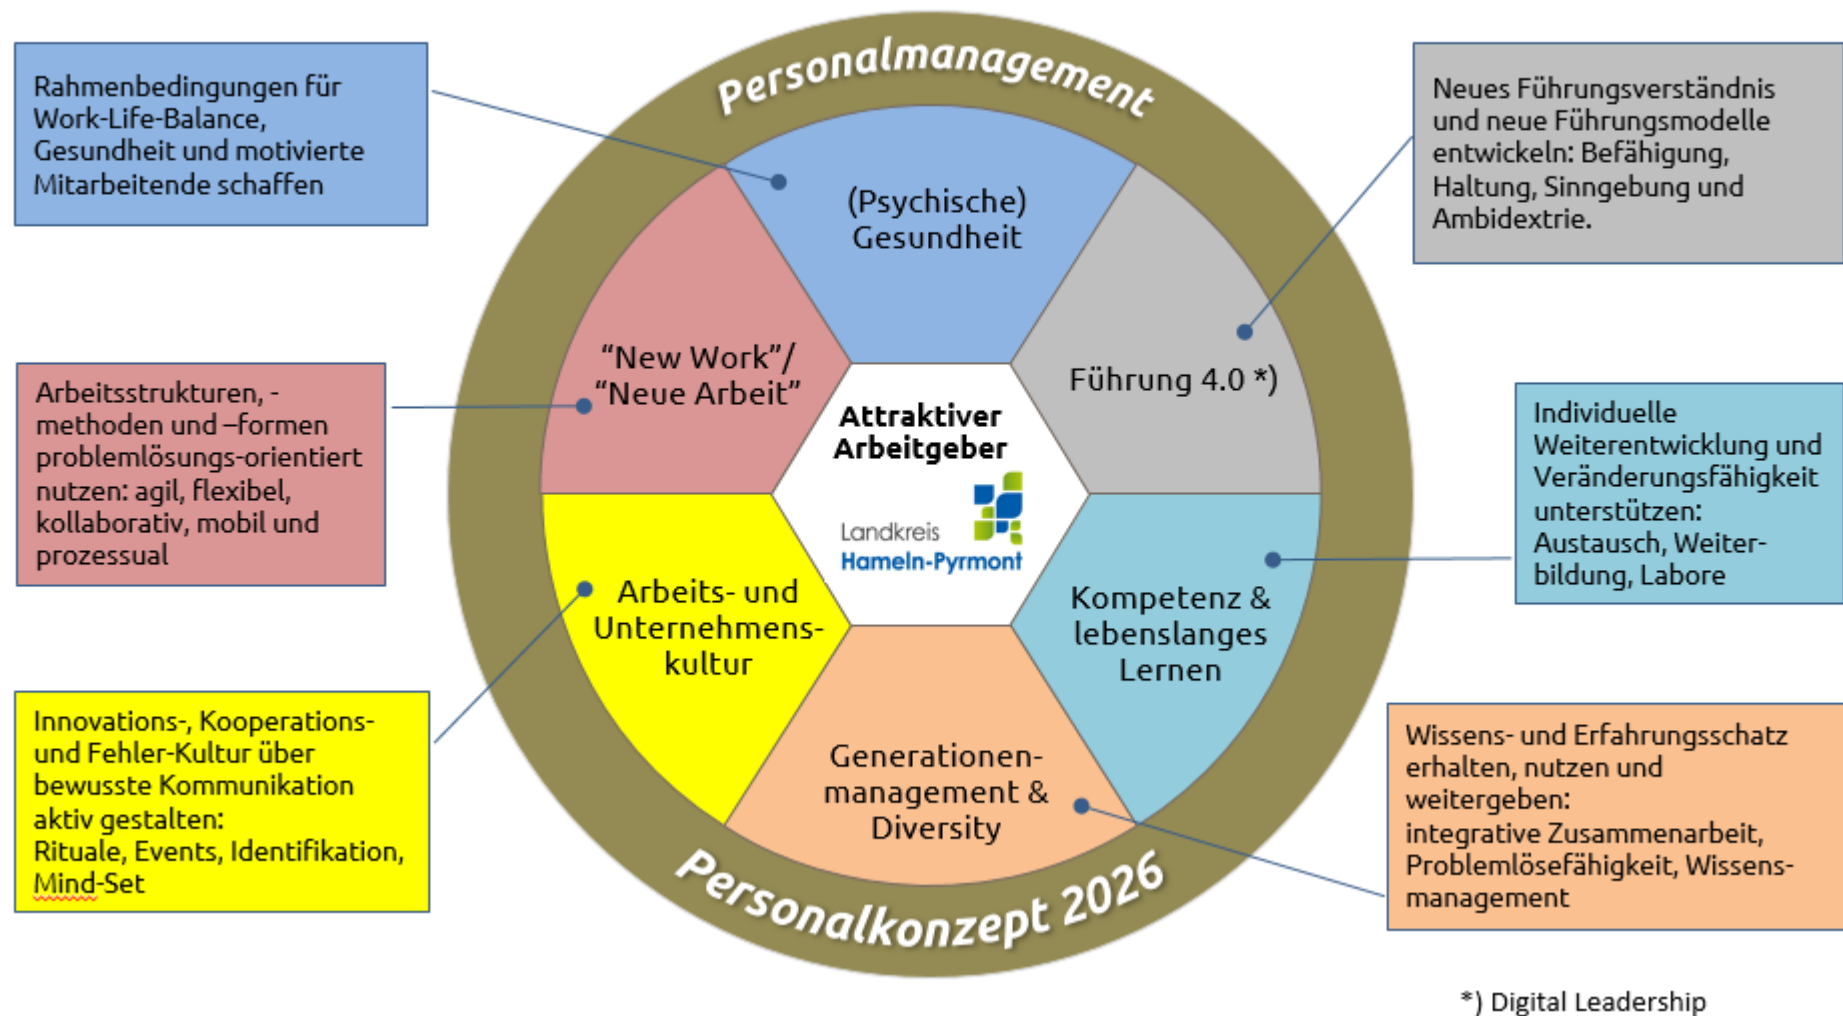 Personalmanagement
Rahmenbedingungen für
Work-Life-Balance,
Gesundheit und motivierte
Mitarbeitende schaffen
Neues Führungsverständnis
und neue Führungsmodelle
entwickeln: Befähigung,
Haltung, Sinngebung und
Ambidextrie.
(Psychische)
Gesundheit
“New Work”/
“Neue Arbeit”
Führung 4.0 *)
Arbeitsstrukturen, -
methoden und –formen
problemlösungs-orientiert
nutzen: agil, flexibel,
kollaborativ, mobil und
prozessual
Attraktiver
Arbeitgeber
Landkreis
Hameln-Pyrmont
Individuelle
Weiterentwicklung und
Veränderungsfähigkeit
unterstützen:
Austausch, Weiter-
bildung, Labore
Arbeits- und
Unternehmens-
kultur
Kompetenz &
lebenslanges
Lernen
Innovations-, Kooperations-
und Fehler-Kultur über
bewusste Kommunikation
aktiv gestalten:
Rituale, Events, Identifikation,
Mind-Set
Generationen-
management &
Diversity
Wissens- und Erfahrungsschatz
erhalten, nutzen und
weitergeben:
integrative Zusammenarbeit,
Problemlösefähigkeit, Wissens-
management
Personalkonzept 2026
*) Digital Leadership